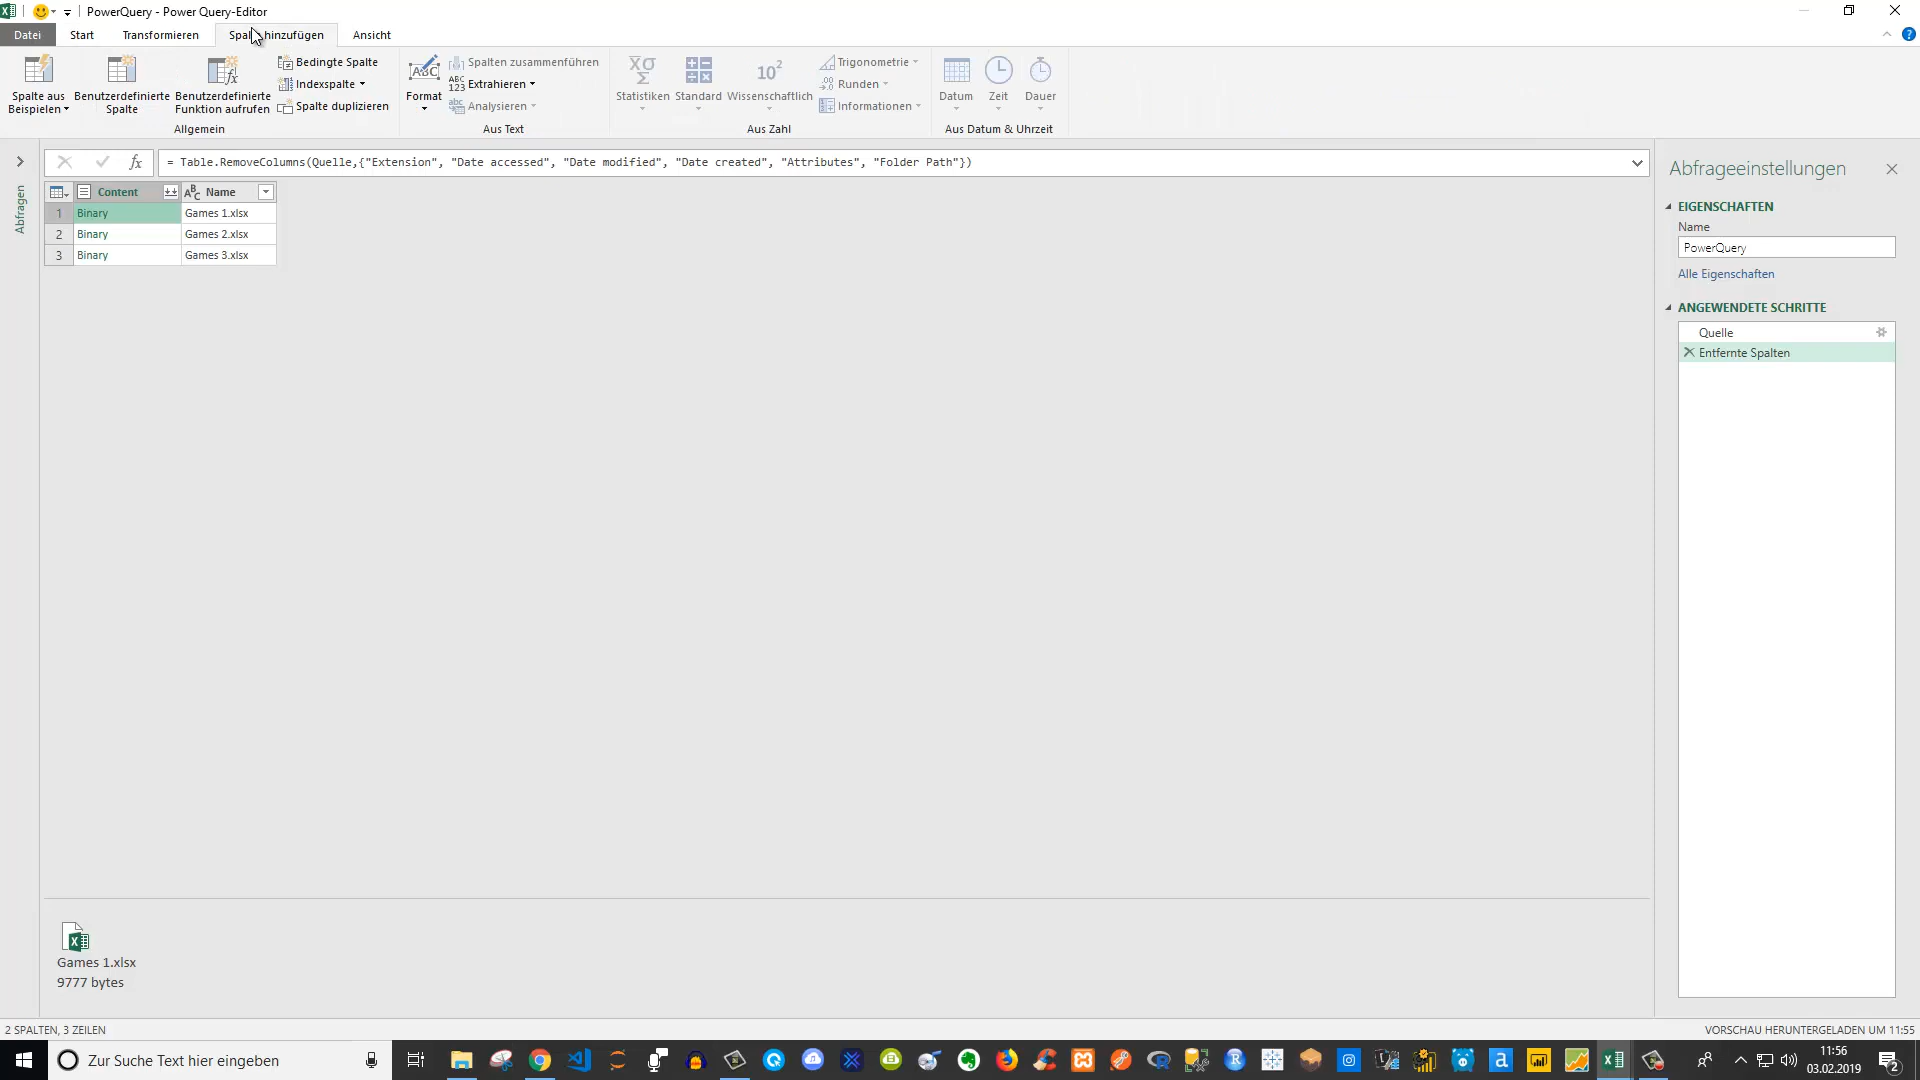 PowerQuery - Power Query-Editor
Datei Start Transformieren Spalte hinzufügen Ansicht
Spalte aus Beispielen
Benutzerdefinierte Spalte
Benutzerdefinierte Funktion aufrufen
Bedingte Spalte
Indexspalte
Spalte duplizieren
Allgemein
Format
Spalten zusammenführen
Extrahieren
Analysieren
Aus Text
Statistiken
Standard
Wissenschaftlich
Trigonometrie
Runden
Informationen
Aus Zahl
Datum
Zeit
Dauer
Aus Datum & Uhrzeit
Abfragen
= Table.RemoveColumns(Quelle,{"Extension", "Date accessed", "Date modified", "Date created", "Attributes", "Folder Path"})
Content Name
1 Binary Games 1.xlsx
2 Binary Games 2.xlsx
3 Binary Games 3.xlsx
Abfrageeinstellungen
EIGENSCHAFTEN
Name
PowerQuery
Alle Eigenschaften
ANGEWENDETE SCHRITTE
Quelle
Entfernte Spalten
Games 1.xlsx
9777 bytes
2 SPALTEN, 3 ZEILEN
VORSCHAU HERUNTERGELADEN UM 11:55
Zur Suche Text hier eingeben
11:56
03.02.2019
2